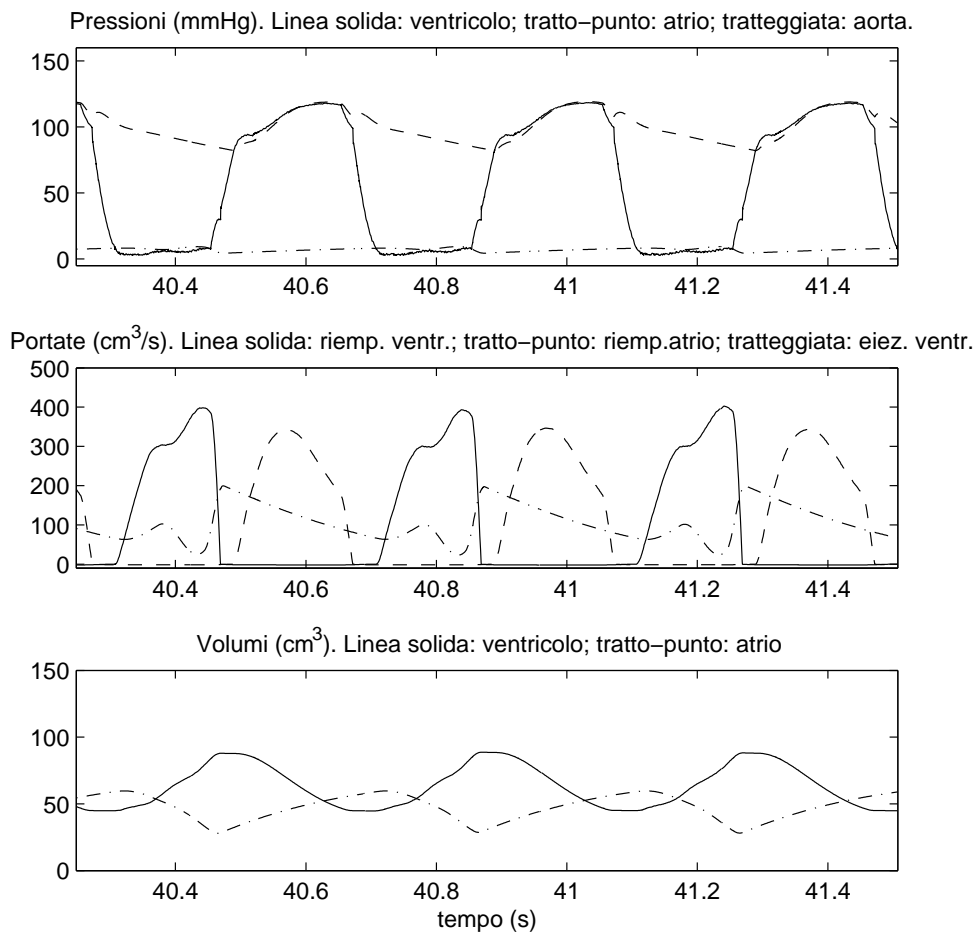 Pressioni (mmHg). Linea solida: ventricolo; tratto−punto: atrio; tratteggiata: aorta.
150
100
50
0
40.4 40.6 40.8 41 41.2 41.4
Portate (cm³/s). Linea solida: riemp. ventr.; tratto−punto: riemp.atrio; tratteggiata: eiez. ventr.
500
400
300
200
100
0
40.4 40.6 40.8 41 41.2 41.4
Volumi (cm³). Linea solida: ventricolo; tratto−punto: atrio
150
100
50
0
40.4 40.6 40.8 41 41.2 41.4
tempo (s)